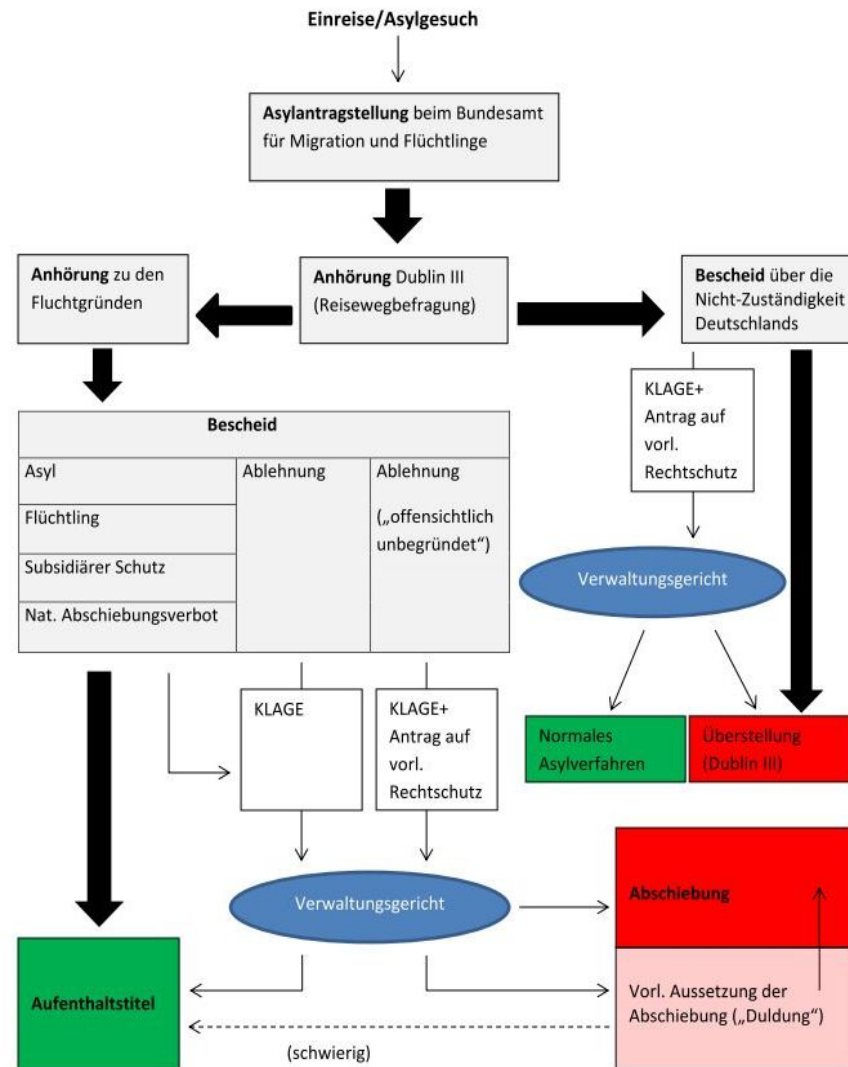 Einreise/Asylgesuch
Asylantragstellung beim Bundesamt
für Migration und Flüchtlinge
Anhörung zu den
Fluchtgründen
Anhörung Dublin III
(Reisewegbefragung)
Bescheid über die
Nicht-Zuständigkeit
Deutschlands
KLAGE+
Antrag auf
vorl.
Rechtschutz
Bescheid
Asyl
Flüchtling
Subsidiärer Schutz
Nat. Abschiebungsverbot
Ablehnung
Ablehnung
(„offensichtlich
unbegründet“)
Verwaltungsgericht
KLAGE
KLAGE+
Antrag auf
vorl.
Rechtschutz
Normales
Asylverfahren
Überstellung
(Dublin III)
Verwaltungsgericht
Abschiebung
Aufenthaltstitel
Vorl. Aussetzung der
Abschiebung („Duldung“)
(schwierig)